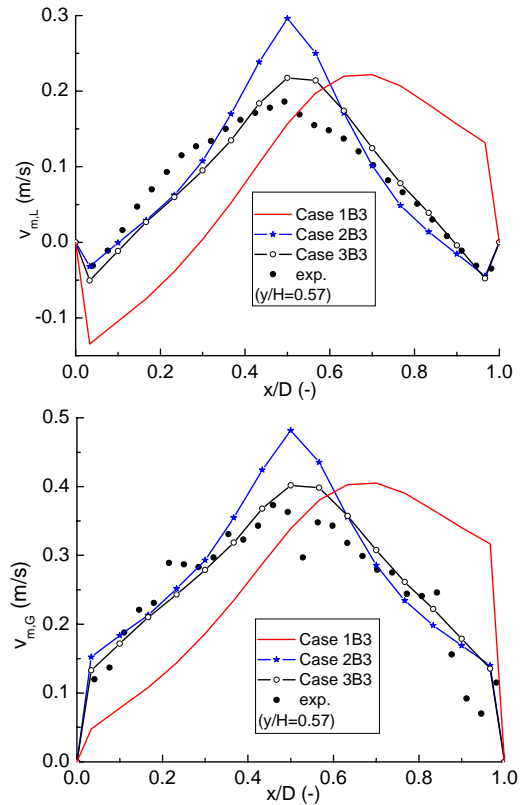 0.3
0.2
0.1
0.0
-0.1
v_m,L (m/s)
Case 1B3
Case 2B3
Case 3B3
exp.
(y/H=0.57)
0.0 0.2 0.4 0.6 0.8 1.0
x/D (-)
0.5
0.4
0.3
0.2
0.1
0.0
v_m,G (m/s)
Case 1B3
Case 2B3
Case 3B3
exp.
(y/H=0.57)
0.0 0.2 0.4 0.6 0.8 1.0
x/D (-)